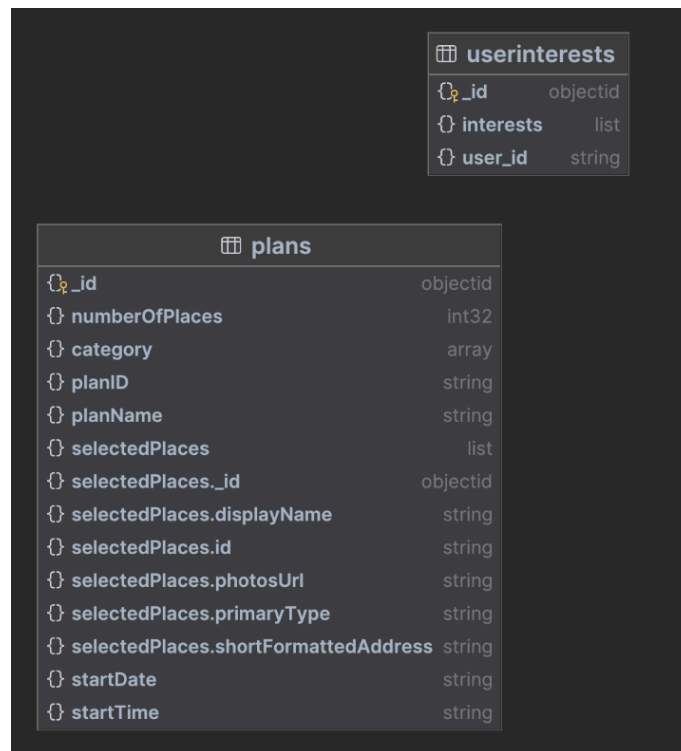 userinterests
_id objectid
interests list
user_id string
plans
_id objectid
numberOfPlaces int32
category array
planID string
planName string
selectedPlaces list
selectedPlaces._id objectid
selectedPlaces.displayName string
selectedPlaces.id string
selectedPlaces.photosUrl string
selectedPlaces.primaryType string
selectedPlaces.shortFormattedAddress string
startDate string
startTime string